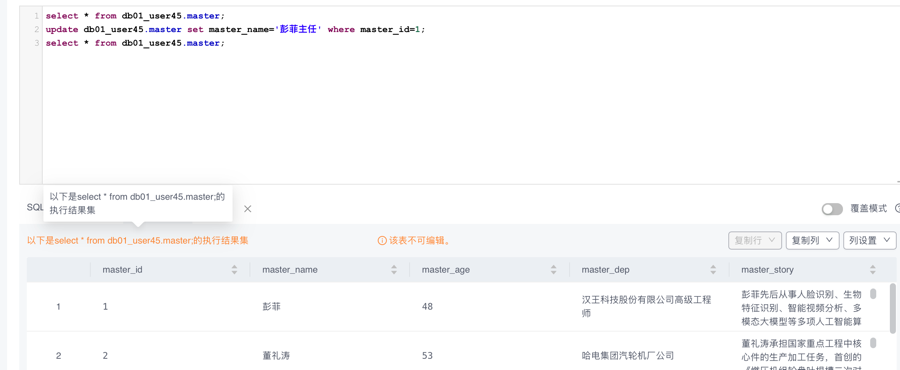 1 select * from db01_user45.master;
2 update db01_user45.master set master_name='彭菲主任' where master_id=1;
3 select * from db01_user45.master;
以下是select * from db01_user45.master;的
执行结果集
SQL
覆盖模式
以下是select * from db01_user45.master;的执行结果集
该表不可编辑。
复制行
复制列
列设置
master_id master_name master_age master_dep master_story
1 1 彭菲 48
汉王科技股份有限公司高级工程
师
彭菲先后从事人脸识别、生物
特征识别、智能视频分析、多
模态大模型等多项人工智能算
2 2 董礼涛 53 哈电集团汽轮机厂公司
董礼涛承担国家重点工程中核
心件的生产加工任务，首创的